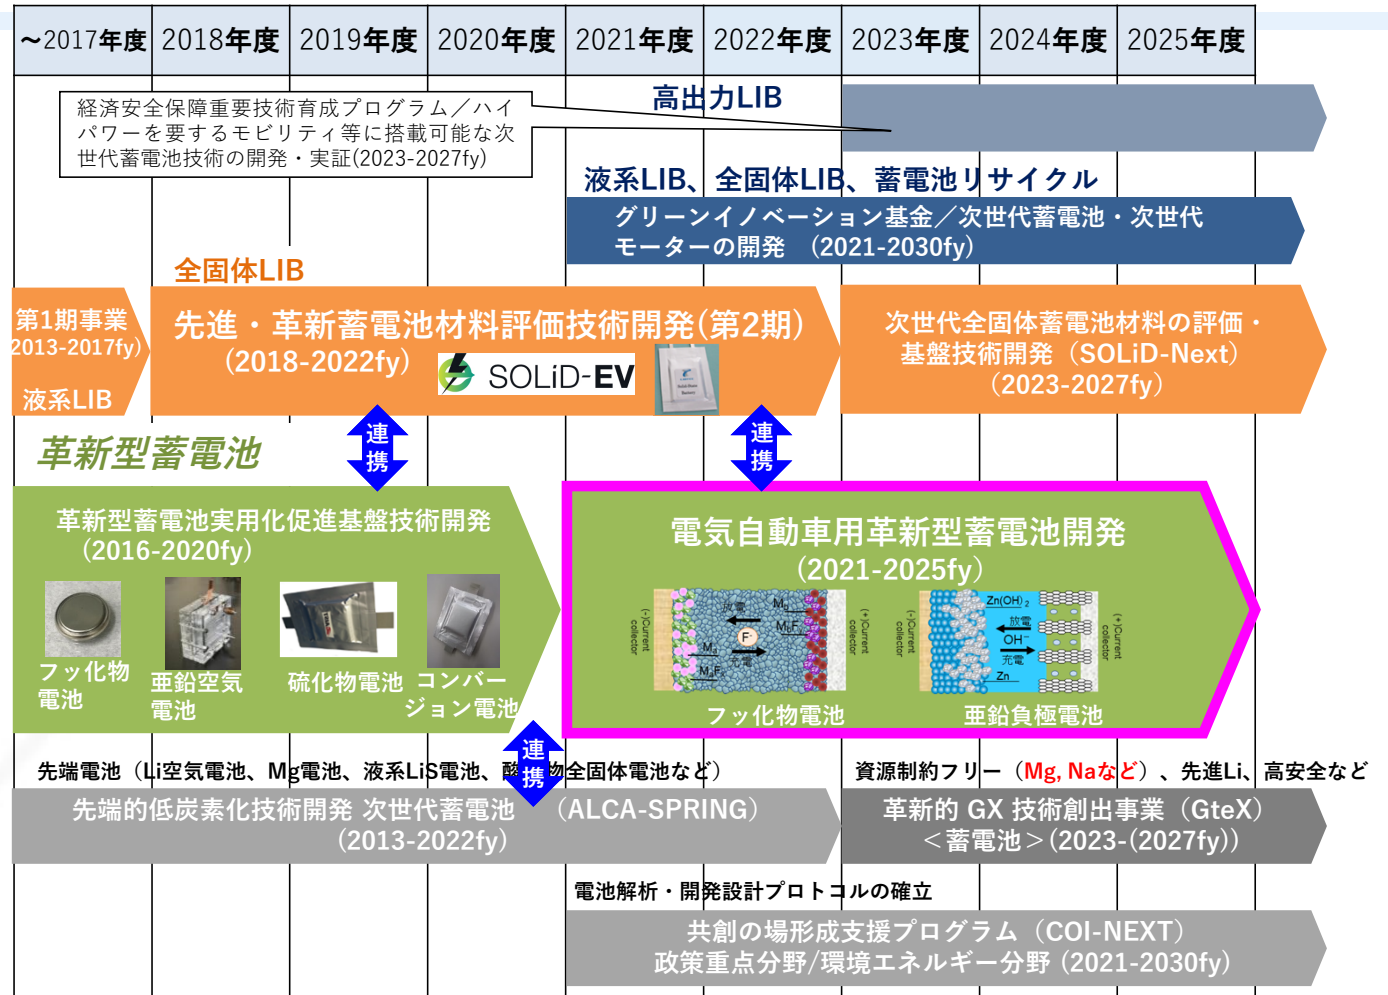 ～2017年度 2018年度 2019年度 2020年度 2021年度 2022年度 2023年度 2024年度 2025年度
高出力LIB
経済安全保障重要技術育成プログラム／ハイ
パワーを要するモビリティ等に搭載可能な次
世代蓄電池技術の開発・実証(2023-2027fy)
液系LIB、全固体LIB、蓄電池リサイクル
グリーンイノベーション基金／次世代蓄電池・次世代
モーターの開発 （2021-2030fy)
全固体LIB
第1期事業
(2013-2017fy)
液系LIB
先進・革新蓄電池材料評価技術開発(第2期)
(2018-2022fy)
SOLiD-EV
次世代全固体蓄電池材料の評価・
基盤技術開発（SOLiD-Next）
（2023-2027fy）
連
携
連
携
革新型蓄電池
革新型蓄電池実用化促進基盤技術開発
(2016-2020fy)
フッ化物
電池
亜鉛空気
電池
硫化物電池
コンバー
ジョン電池
電気自動車用革新型蓄電池開発
(2021-2025fy)
(-)Current
collector
放電
F-
充電
(+)Current
collector
フッ化物電池
(-)Current
collector
Zn(OH)2
放電
OH−
充電
Zn
(+)Current
collector
亜鉛負極電池
連
携
先端電池（Li空気電池、Mg電池、液系LiS電池、酸化物全固体電池など）
先端的低炭素化技術開発 次世代蓄電池 （ALCA-SPRING）
(2013-2022fy)
資源制約フリー（Mg, Naなど）、先進Li、高安全など
革新的 GX 技術創出事業（GteX）
＜蓄電池＞(2023-(2027fy))
電池解析・開発設計プロトコルの確立
共創の場形成支援プログラム（COI-NEXT）
政策重点分野/環境エネルギー分野 (2021-2030fy)